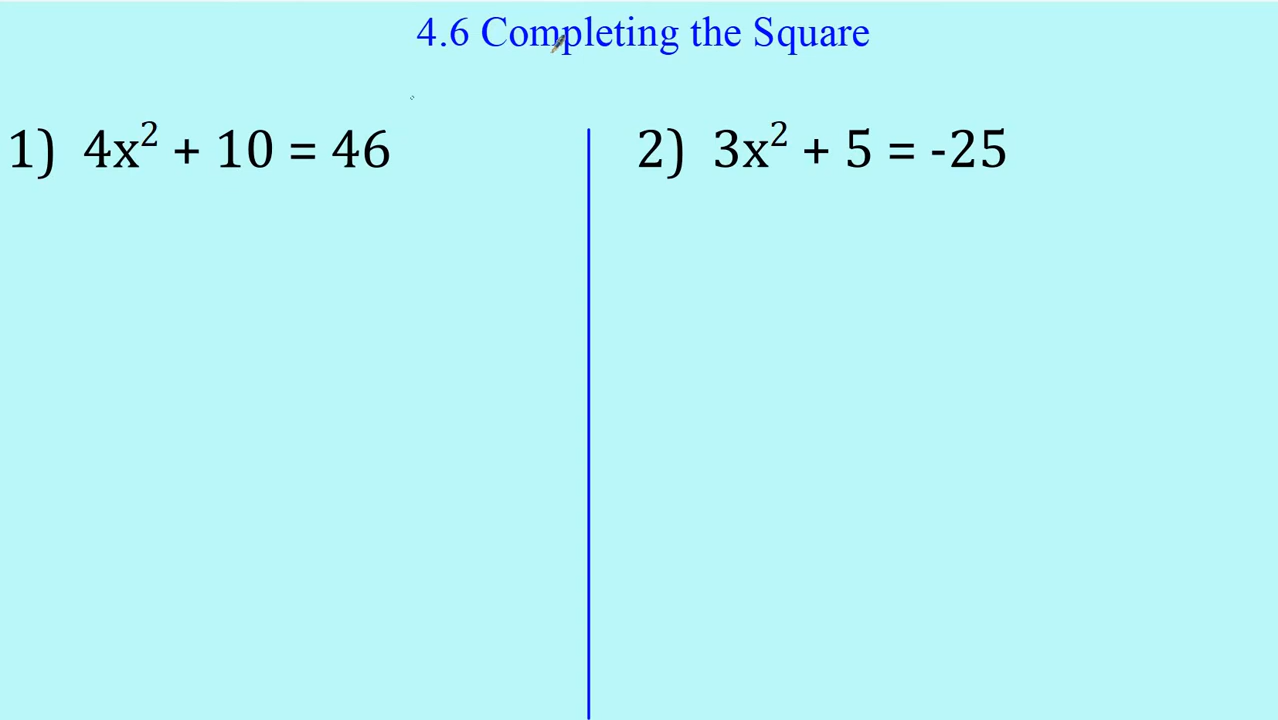 4.6 Completing the Square
1) 4x² + 10 = 46
2) 3x² + 5 = -25